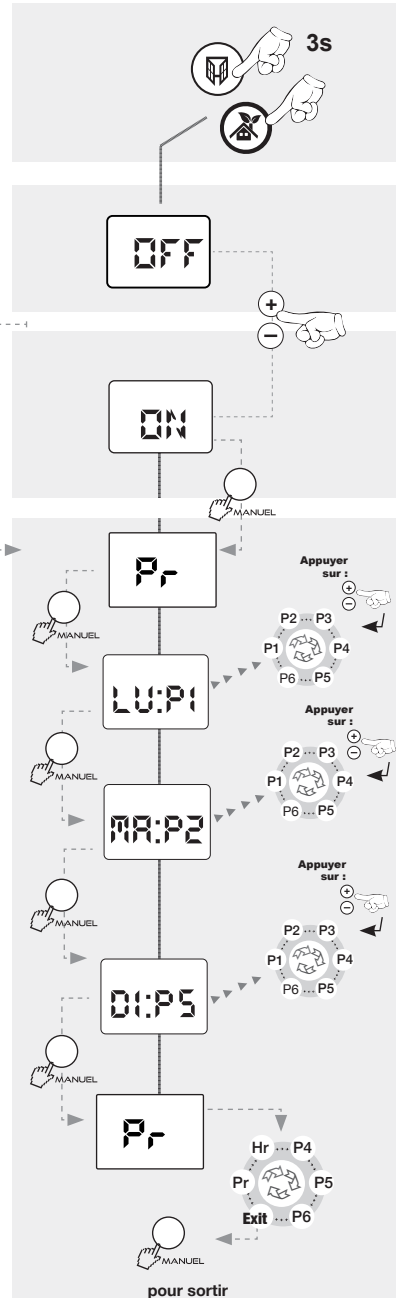 3s
OFF
+
−
ON
MANUEL
Pr
MANUEL
Appuyer
sur :
+
−
P2 ... P3
P1 P4
P6 ... P5
LU:P1
MANUEL
Appuyer
sur :
+
−
P2 ... P3
P1 P4
P6 ... P5
MA:P2
MANUEL
Appuyer
sur :
+
−
P2 ... P3
P1 P4
P6 ... P5
DI:P5
MANUEL
Pr
Hr ... P4
Pr P5
Exit ... P6
MANUEL
pour sortir